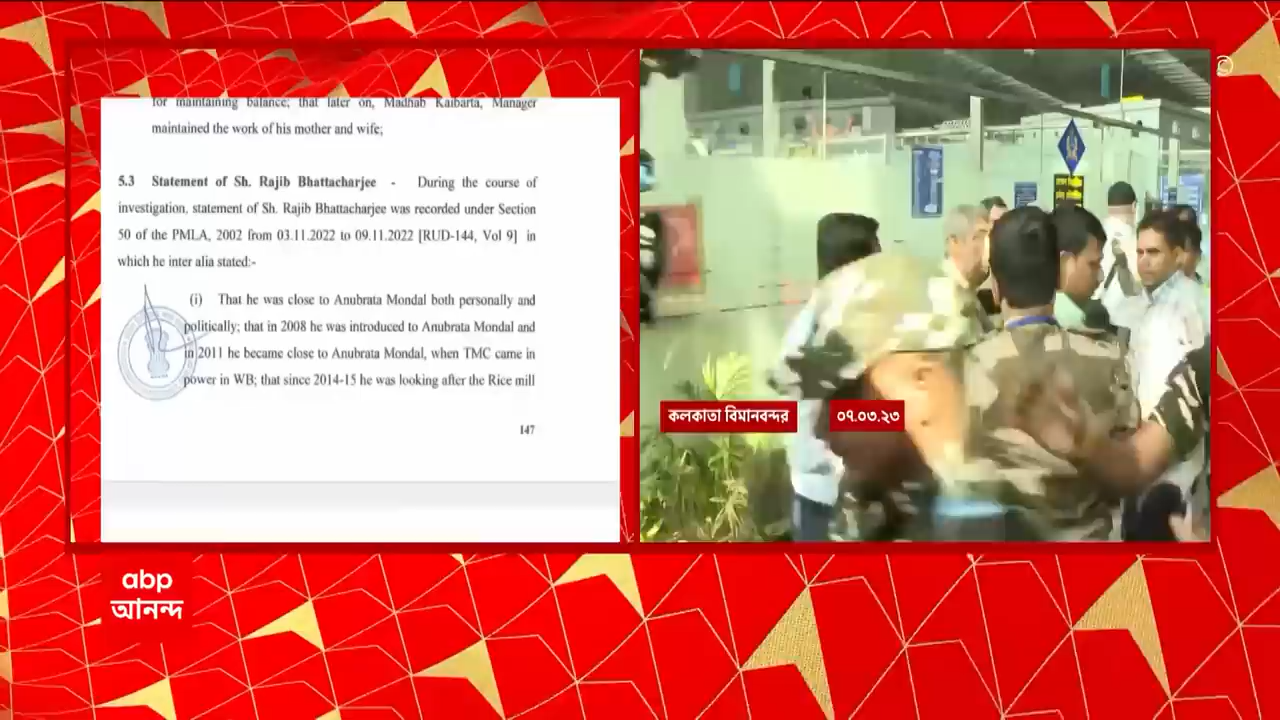 for maintaining balance; that later on, Madhab Kaibarta, Manager
maintained the work of his mother and wife;
5.3 Statement of Sh. Rajib Bhattacharjee - During the course of
investigation, statement of Sh. Rajib Bhattacharjee was recorded under Section
50 of the PMLA, 2002 from 03.11.2022 to 09.11.2022 [RUD-144, Vol 9] in
which he inter alia stated:-
(i) That he was close to Anubrata Mondal both personally and
politically; that in 2008 he was introduced to Anubrata Mondal and
in 2011 he became close to Anubrata Mondal, when TMC came in
power in WB; that since 2014-15 he was looking after the Rice mill
147
কলকাতা বিমানবন্দর
০৭.০৩.২৩
abp
আনন্দ